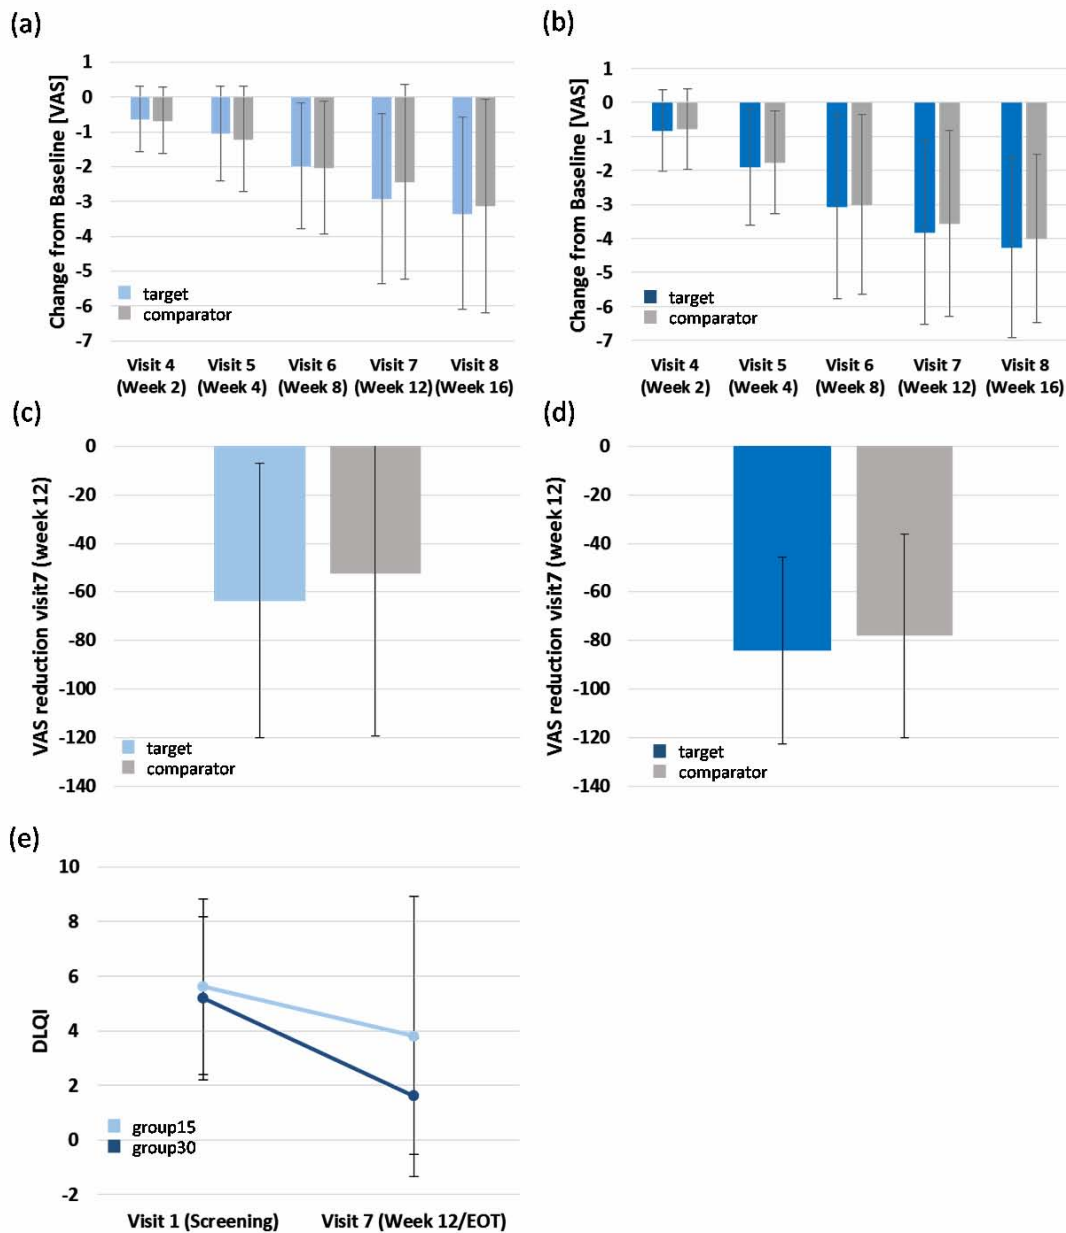 (a)
Change from Baseline [VAS]
1
0
-1
-2
-3
-4
-5
-6
-7
target
comparator
Visit 4
(Week 2)
Visit 5
(Week 4)
Visit 6
(Week 8)
Visit 7
(Week 12)
Visit 8
(Week 16)
(b)
Change from Baseline [VAS]
1
0
-1
-2
-3
-4
-5
-6
-7
target
comparator
Visit 4
(Week 2)
Visit 5
(Week 4)
Visit 6
(Week 8)
Visit 7
(Week 12)
Visit 8
(Week 16)
(c)
VAS reduction visit7 (week 12)
0
-20
-40
-60
-80
-100
-120
-140
target
comparator
(d)
VAS reduction visit7 (week 12)
0
-20
-40
-60
-80
-100
-120
-140
target
comparator
(e)
DLQI
10
8
6
4
2
0
-2
group15
group30
Visit 1 (Screening)
Visit 7 (Week 12/EOT)